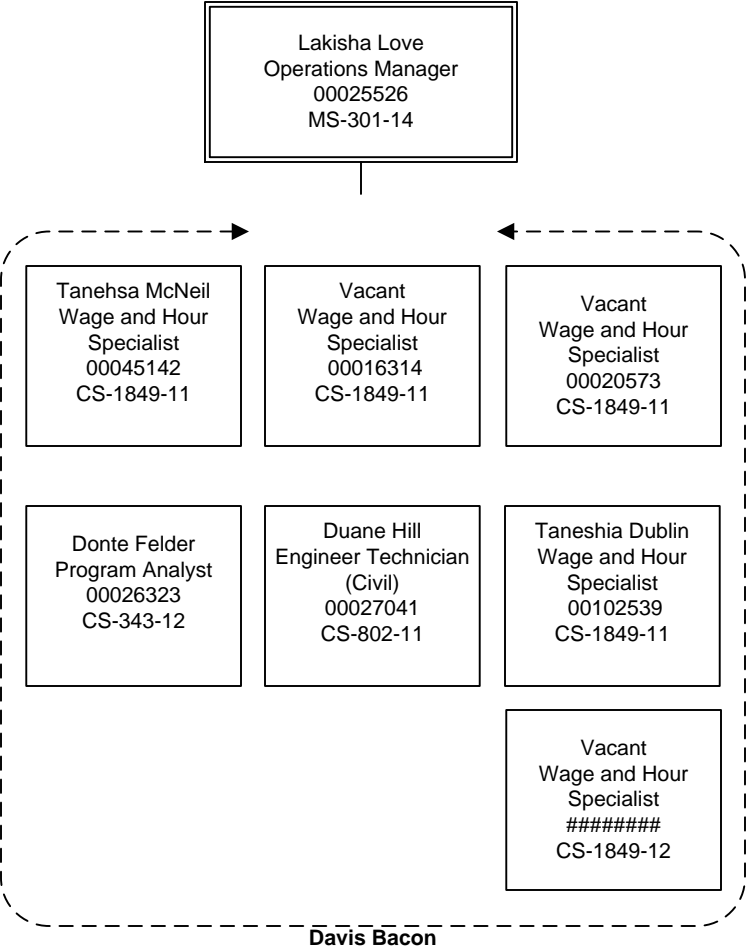 Lakisha Love
Operations Manager
00025526
MS-301-14
Tanehsa McNeil
Wage and Hour
Specialist
00045142
CS-1849-11
Vacant
Wage and Hour
Specialist
00016314
CS-1849-11
Vacant
Wage and Hour
Specialist
00020573
CS-1849-11
Donte Felder
Program Analyst
00026323
CS-343-12
Duane Hill
Engineer Technician
(Civil)
00027041
CS-802-11
Taneshia Dublin
Wage and Hour
Specialist
00102539
CS-1849-11
Vacant
Wage and Hour
Specialist
########
CS-1849-12
Davis Bacon